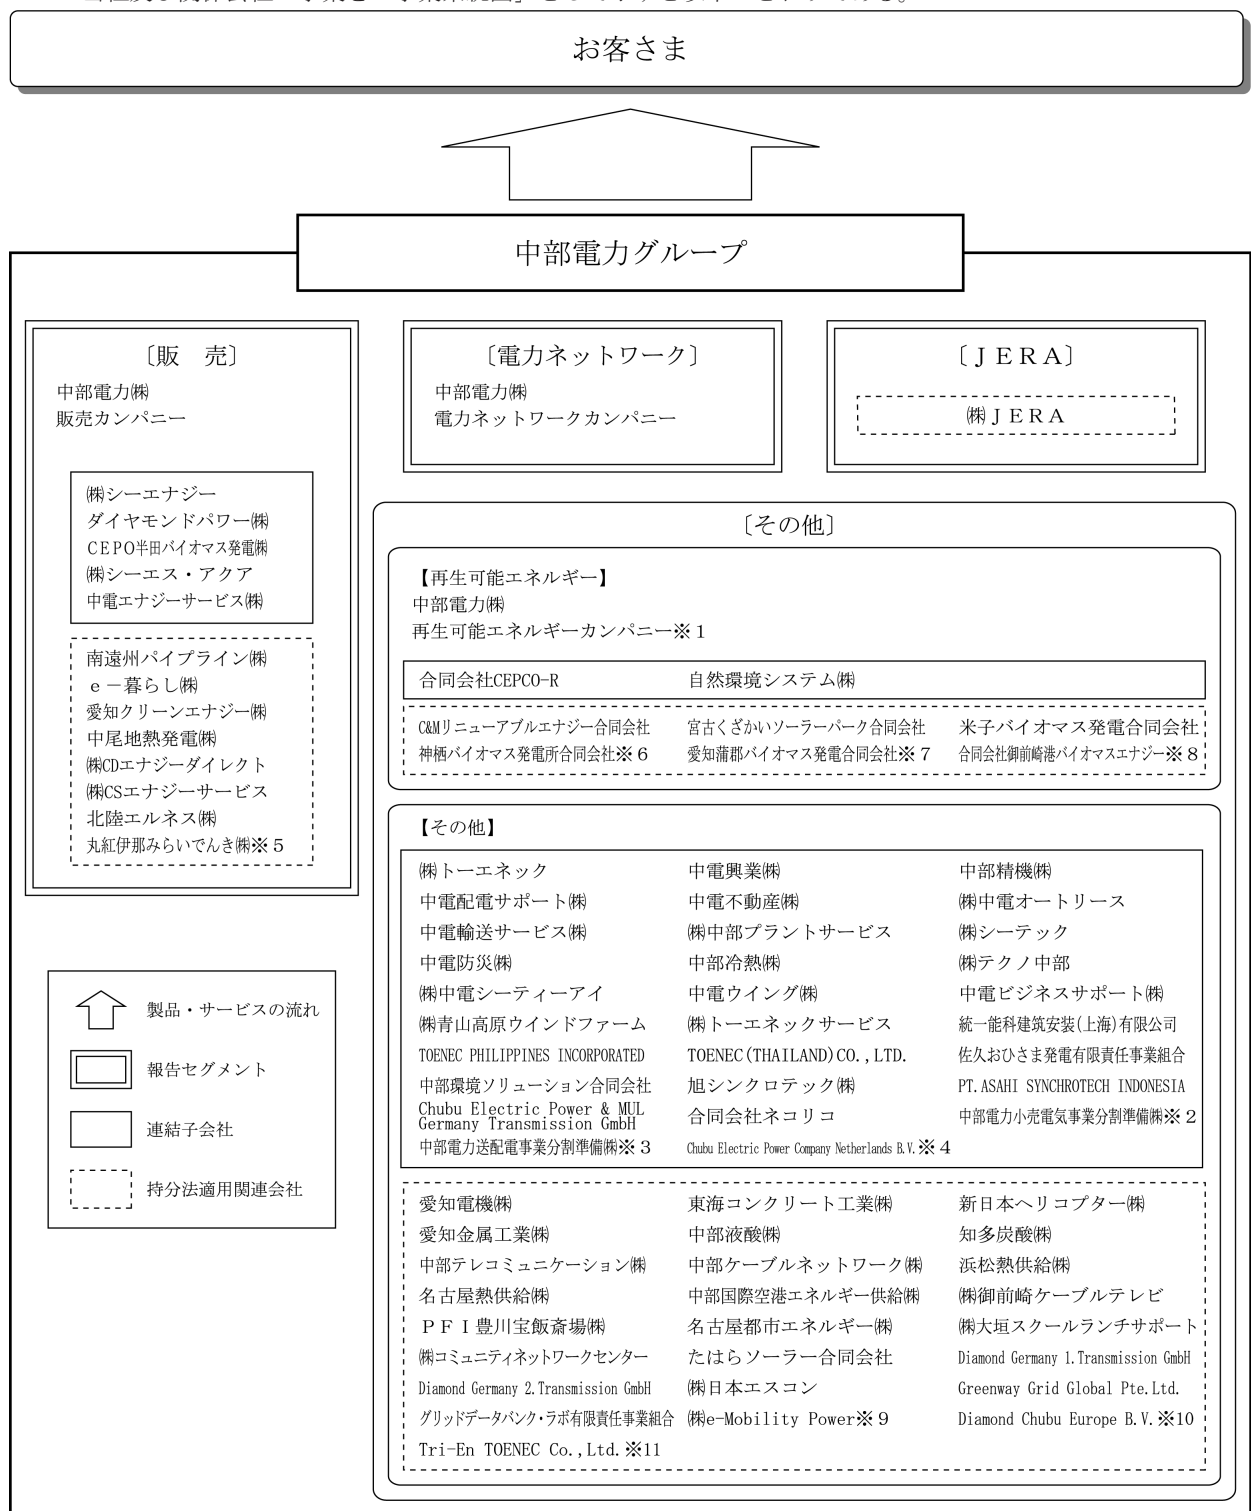 お客さま
中部電力グループ
〔販　売〕
中部電力㈱
販売カンパニー
㈱シーエナジー
ダイヤモンドパワー㈱
CEPO半田バイオマス発電㈱
㈱シーエス・アクア
中電エナジーサービス㈱
南遠州パイプライン㈱
e－暮らし㈱
愛知クリーンエナジー㈱
中尾地熱発電㈱
㈱CDエナジーダイレクト
㈱CSエナジーサービス
北陸エルネス㈱
丸紅伊那みらいでんき㈱※5
〔電力ネットワーク〕
中部電力㈱
電力ネットワークカンパニー
〔ＪＥＲＡ〕
㈱ＪＥＲＡ
〔その他〕
【再生可能エネルギー】
中部電力㈱
再生可能エネルギーカンパニー※1
合同会社CEPCO-R 自然環境システム㈱
C&Mリニューアブルエナジー合同会社 宮古くざかいソーラーパーク合同会社 米子バイオマス発電合同会社
神栖バイオマス発電所合同会社※6 愛知蒲郡バイオマス発電合同会社※7 合同会社御前崎港バイオマスエナジー※8
【その他】
㈱トーエネック 中電興業㈱ 中部精機㈱
中電配電サポート㈱ 中電不動産㈱ ㈱中電オートリース
中電輸送サービス㈱ ㈱中部プラントサービス ㈱シーテック
中電防災㈱ 中部冷熱㈱ ㈱テクノ中部
㈱中電シーティーアイ 中電ウイング㈱ 中電ビジネスサポート㈱
㈱青山高原ウインドファーム ㈱トーエネックサービス 統一能科建筑安装(上海)有限公司
TOENEC PHILIPPINES INCORPORATED TOENEC(THAILAND)CO.,LTD. 佐久おひさま発電有限責任事業組合
中部環境ソリューション合同会社 旭シンクロテック㈱ PT.ASAHI SYNCHROTECH INDONESIA
Chubu Electric Power & MUL
Germany Transmission GmbH 合同会社ネコリコ 中部電力小売電気事業分割準備㈱※2
中部電力送配電事業分割準備㈱※3 Chubu Electric Power Company Netherlands B.V.※4
愛知電機㈱ 東海コンクリート工業㈱ 新日本ヘリコプター㈱
愛知金属工業㈱ 中部液酸㈱ 知多炭酸㈱
中部テレコミュニケーション㈱ 中部ケーブルネットワーク㈱ 浜松熱供給㈱
名古屋熱供給㈱ 中部国際空港エネルギー供給㈱ ㈱御前崎ケーブルテレビ
ＰＦＩ豊川宝飯斎場㈱ 名古屋都市エネルギー㈱ ㈱大垣スクールランチサポート
㈱コミュニティネットワークセンター たはらソーラー合同会社 Diamond Germany 1.Transmission GmbH
Diamond Germany 2.Transmission GmbH ㈱日本エスコン Greenway Grid Global Pte.Ltd.
グリッドデータバンク・ラボ有限責任事業組合 ㈱e-Mobility Power※9 Diamond Chubu Europe B.V.※10
Tri-En TOENEC Co.,Ltd.※11
製品・サービスの流れ
報告セグメント
連結子会社
持分法適用関連会社